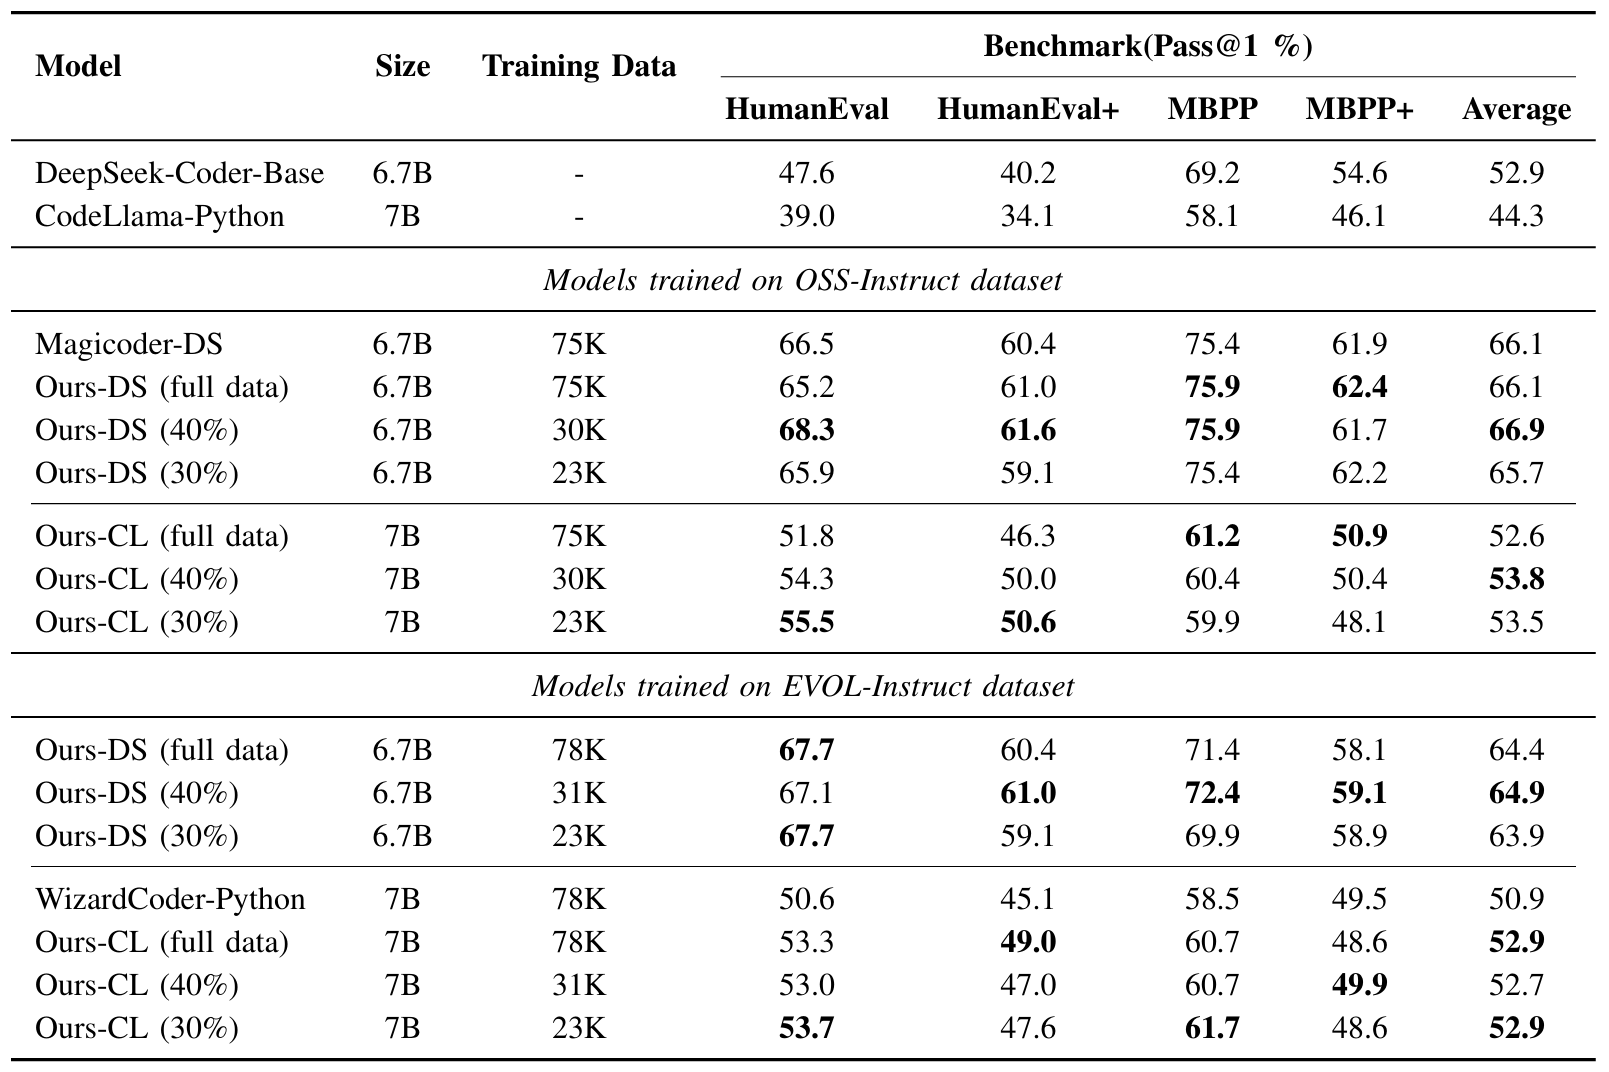 Model Size Training Data Benchmark(Pass@1 %)
HumanEval HumanEval+ MBPP MBPP+ Average
DeepSeek-Coder-Base 6.7B - 47.6 40.2 69.2 54.6 52.9
CodeLlama-Python 7B - 39.0 34.1 58.1 46.1 44.3
Models trained on OSS-Instruct dataset
Magicoder-DS 6.7B 75K 66.5 60.4 75.4 61.9 66.1
Ours-DS (full data) 6.7B 75K 65.2 61.0 75.9 62.4 66.1
Ours-DS (40%) 6.7B 30K 68.3 61.6 75.9 61.7 66.9
Ours-DS (30%) 6.7B 23K 65.9 59.1 75.4 62.2 65.7
Ours-CL (full data) 7B 75K 51.8 46.3 61.2 50.9 52.6
Ours-CL (40%) 7B 30K 54.3 50.0 60.4 50.4 53.8
Ours-CL (30%) 7B 23K 55.5 50.6 59.9 48.1 53.5
Models trained on EVOL-Instruct dataset
Ours-DS (full data) 6.7B 78K 67.7 60.4 71.4 58.1 64.4
Ours-DS (40%) 6.7B 31K 67.1 61.0 72.4 59.1 64.9
Ours-DS (30%) 6.7B 23K 67.7 59.1 69.9 58.9 63.9
WizardCoder-Python 7B 78K 50.6 45.1 58.5 49.5 50.9
Ours-CL (full data) 7B 78K 53.3 49.0 60.7 48.6 52.9
Ours-CL (40%) 7B 31K 53.0 47.0 60.7 49.9 52.7
Ours-CL (30%) 7B 23K 53.7 47.6 61.7 48.6 52.9